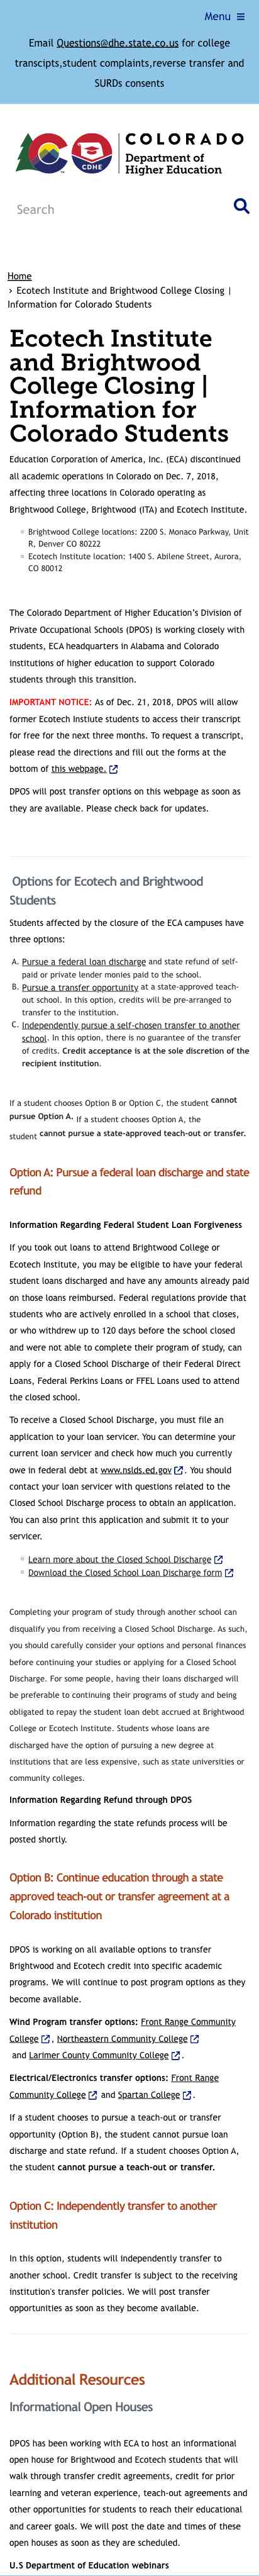 Menu ≡
Email Questions@dhe.state.co.us for college
transcipts,student complaints,reverse transfer and
SURDs consents
COLORADO
CDHE
Department of
Higher Education
Search
Home
› Ecotech Institute and Brightwood College Closing |
Information for Colorado Students
Ecotech Institute
and Brightwood
College Closing |
Information for
Colorado Students
Education Corporation of America, Inc. (ECA) discontinued
all academic operations in Colorado on Dec. 7, 2018,
affecting three locations in Colorado operating as
Brightwood College, Brightwood (ITA) and Ecotech Institute.
Brightwood College locations: 2200 S. Monaco Parkway, Unit
R, Denver CO 80222
Ecotech Institute location: 1400 S. Abilene Street, Aurora,
CO 80012
The Colorado Department of Higher Education’s Division of
Private Occupational Schools (DPOS) is working closely with
students, ECA headquarters in Alabama and Colorado
institutions of higher education to support Colorado
students through this transition.
IMPORTANT NOTICE: As of Dec. 21, 2018, DPOS will allow
former Ecotech Instiute students to access their transcript
for free for the next three months. To request a transcript,
please read the directions and fill out the forms at the
bottom of this webpage.
DPOS will post transfer options on this webpage as soon as
they are available. Please check back for updates.
Options for Ecotech and Brightwood
Students
Students affected by the closure of the ECA campuses have
three options:
A. Pursue a federal loan discharge and state refund of self-
paid or private lender monies paid to the school.
B. Pursue a transfer opportunity at a state-approved teach-
out school. In this option, credits will be pre-arranged to
transfer to the institution.
C. Independently pursue a self-chosen transfer to another
school. In this option, there is no guarantee of the transfer
of credits. Credit acceptance is at the sole discretion of the
recipient institution.
If a student chooses Option B or Option C, the student cannot
pursue Option A. If a student chooses Option A, the
student cannot pursue a state-approved teach-out or transfer.
Option A: Pursue a federal loan discharge and state
refund
Information Regarding Federal Student Loan Forgiveness
If you took out loans to attend Brightwood College or
Ecotech Institute, you may be eligible to have your federal
student loans discharged and have any amounts already paid
on those loans reimbursed. Federal regulations provide that
students who are actively enrolled in a school that closes,
or who withdrew up to 120 days before the school closed
and were not able to complete their program of study, can
apply for a Closed School Discharge of their Federal Direct
Loans, Federal Perkins Loans or FFEL Loans used to attend
the closed school.
To receive a Closed School Discharge, you must file an
application to your loan servicer. You can determine your
current loan servicer and check how much you currently
owe in federal debt at www.nslds.ed.gov . You should
contact your loan servicer with questions related to the
Closed School Discharge process to obtain an application.
You can also print this application and submit it to your
servicer.
Learn more about the Closed School Discharge
Download the Closed School Loan Discharge form
Completing your program of study through another school can
disqualify you from receiving a Closed School Discharge. As such,
you should carefully consider your options and personal finances
before continuing your studies or applying for a Closed School
Discharge. For some people, having their loans discharged will
be preferable to continuing their programs of study and being
obligated to repay the student loan debt accrued at Brightwood
College or Ecotech Institute. Students whose loans are
discharged have the option of pursuing a new degree at
institutions that are less expensive, such as state universities or
community colleges.
Information Regarding Refund through DPOS
Information regarding the state refunds process will be
posted shortly.
Option B: Continue education through a state
approved teach-out or transfer agreement at a
Colorado institution
DPOS is working on all available options to transfer
Brightwood and Ecotech credit into specific academic
programs. We will continue to post program options as they
become available.
Wind Program transfer options: Front Range Community
College , Northeastern Community College
and Larimer County Community College .
Electrical/Electronics transfer options: Front Range
Community College and Spartan College .
If a student chooses to pursue a teach-out or transfer
opportunity (Option B), the student cannot pursue loan
discharge and state refund. If a student chooses Option A,
the student cannot pursue a teach-out or transfer.
Option C: Independently transfer to another
institution
In this option, students will independently transfer to
another school. Credit transfer is subject to the receiving
institution's transfer policies. We will post transfer
opportunities as soon as they become available.
Additional Resources
Informational Open Houses
DPOS has been working with ECA to host an informational
open house for Brightwood and Ecotech students that will
walk through transfer credit agreements, credit for prior
learning and veteran experience, teach-out agreements and
other opportunities for students to reach their educational
and career goals. We will post the date and times of these
open houses as soon as they are scheduled.
U.S Department of Education webinars